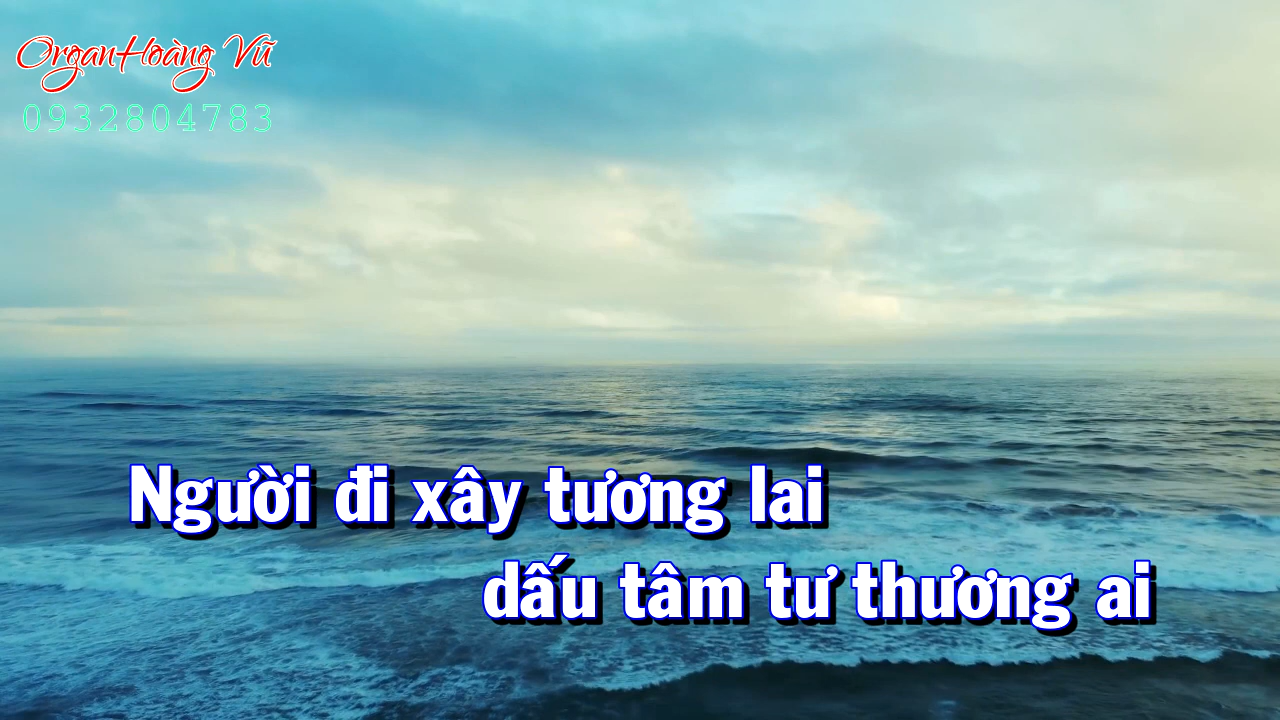 OrganHoàng Vũ
0932804783
Người đi xây tương lai
dấu tâm tư thương ai